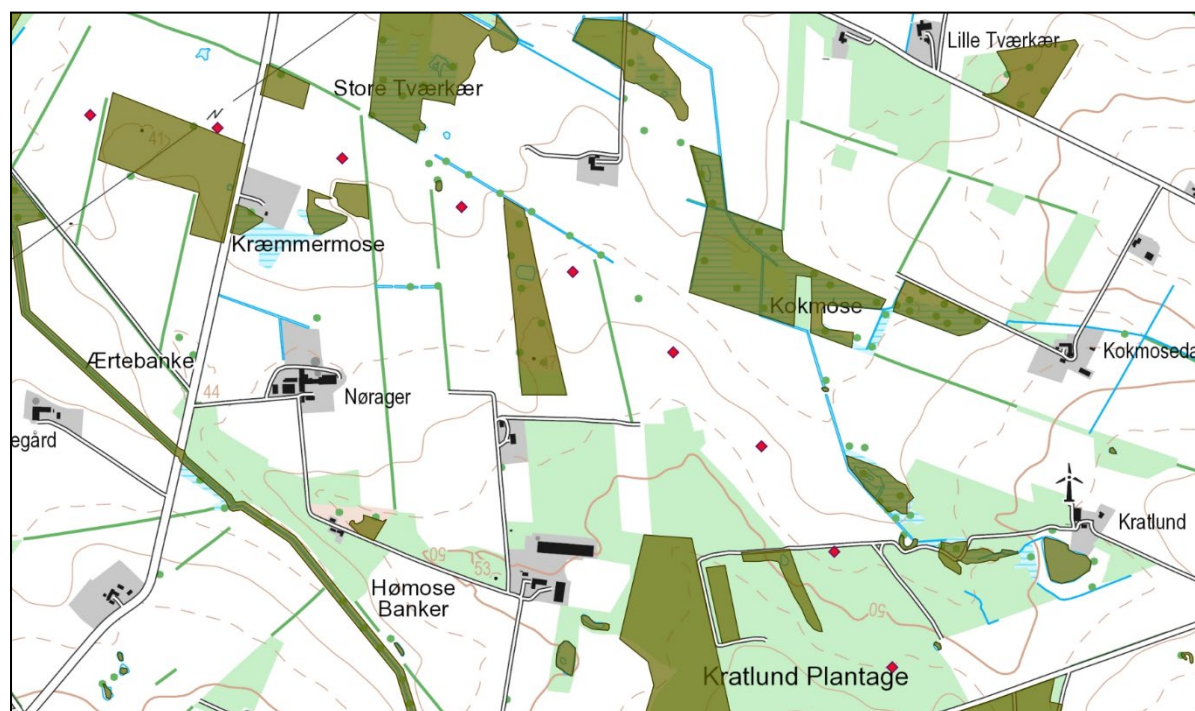 Lille Tværkær
Store Tværkær
41
Kræmmermose
Kokmose
Ærtebanke
Kokmoseda
47
44
Nørager
egård
Kratlund
50
53
Hømose
Banker
50
Kratlund Plantage